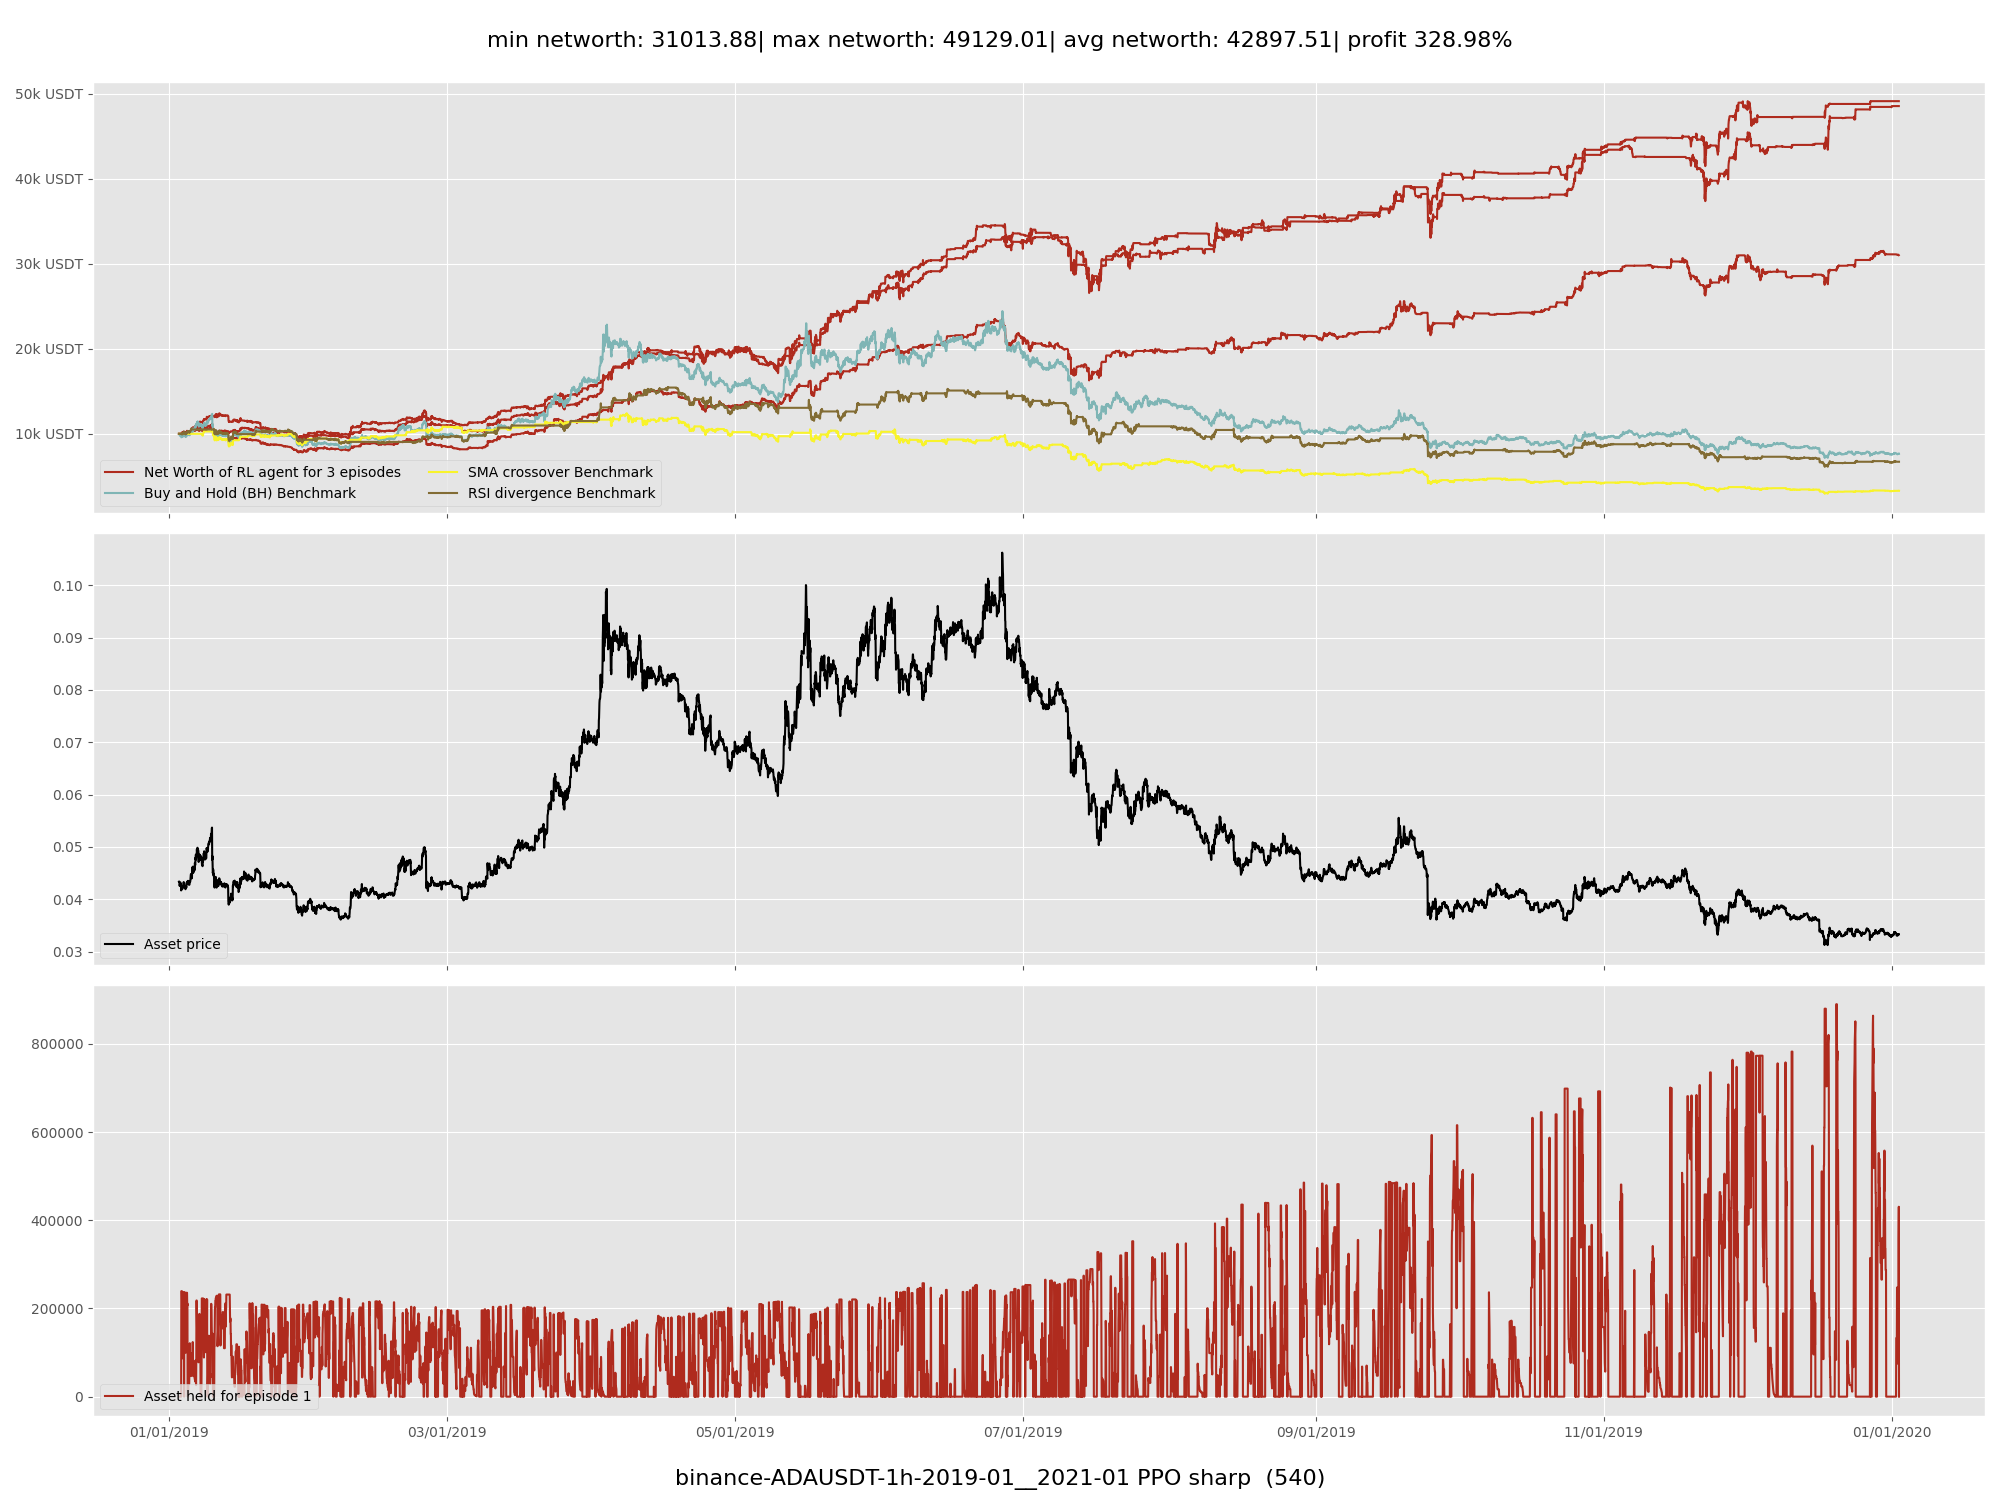 min networth: 31013.88| max networth: 49129.01| avg networth: 42897.51| profit 328.98%
50k USDT
40k USDT
30k USDT
20k USDT
10k USDT
Net Worth of RL agent for 3 episodes
Buy and Hold (BH) Benchmark
SMA crossover Benchmark
RSI divergence Benchmark
0.10
0.09
0.08
0.07
0.06
0.05
0.04
0.03
Asset price
800000
600000
400000
200000
0
Asset held for episode 1
01/01/2019 03/01/2019 05/01/2019 07/01/2019 09/01/2019 11/01/2019 01/01/2020
binance-ADAUSDT-1h-2019-01__2021-01 PPO sharp  (540)